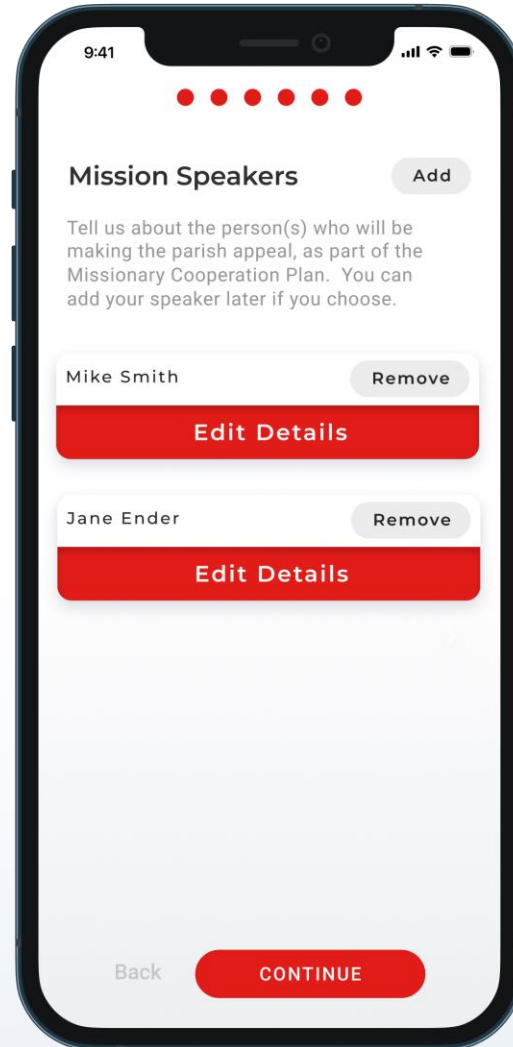 9:41
Mission Speakers
Add
Tell us about the person(s) who will be
making the parish appeal, as part of the
Missionary Cooperation Plan.  You can
add your speaker later if you choose.
Mike Smith
Remove
Edit Details
Jane Ender
Remove
Edit Details
Back
CONTINUE